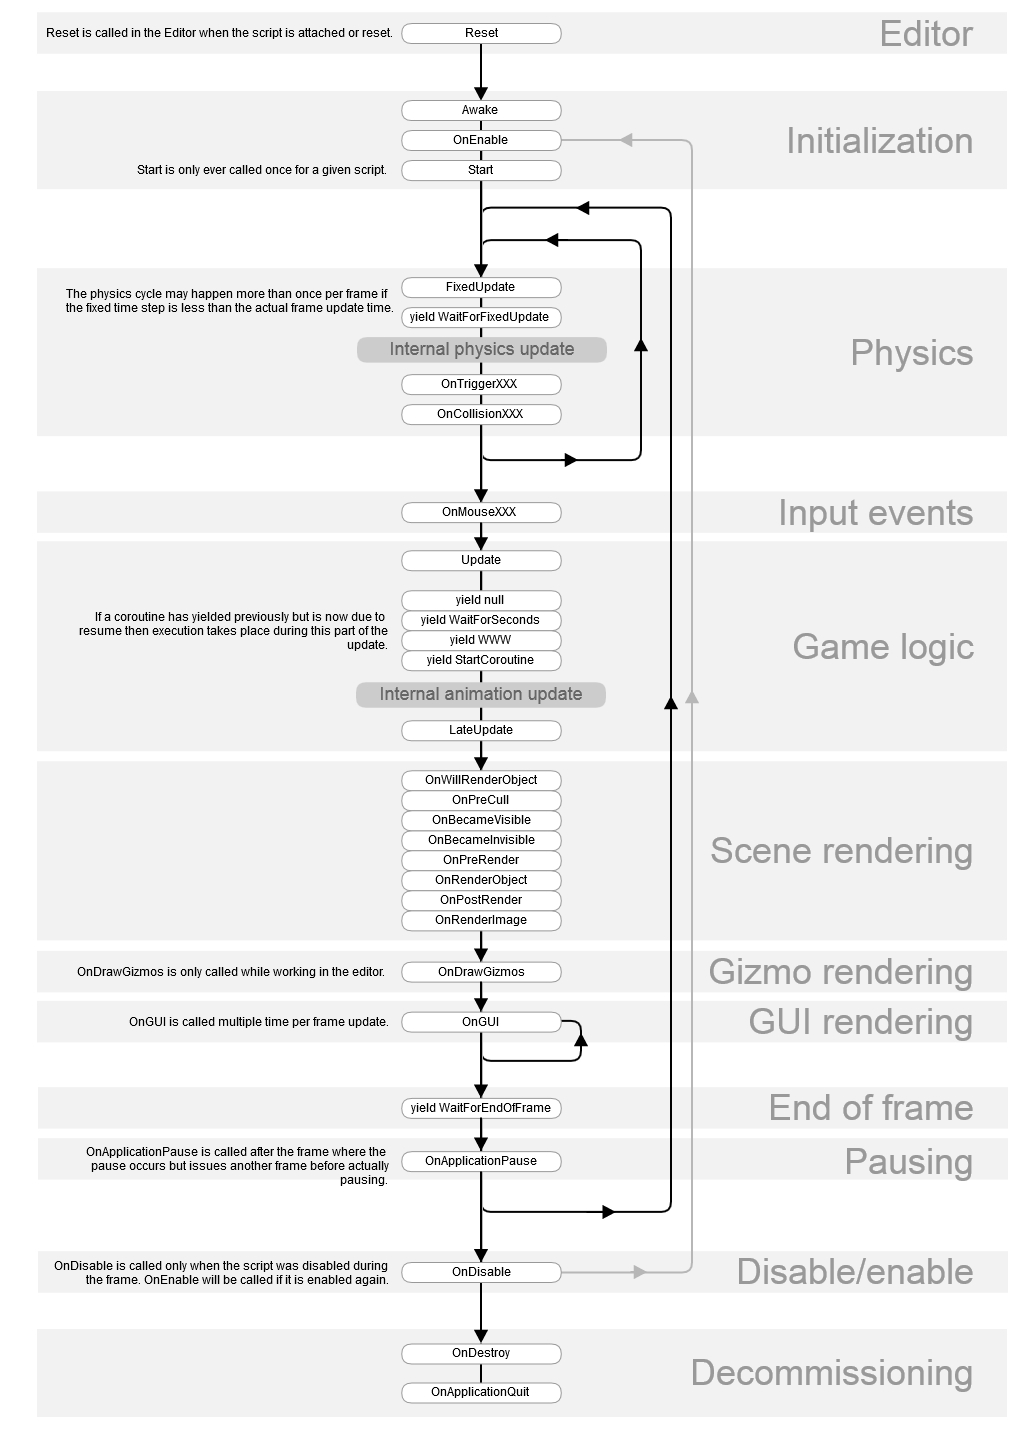 Reset is called in the Editor when the script is attached or reset.
Reset
Editor
Awake
OnEnable
Initialization
Start is only ever called once for a given script.
Start
The physics cycle may happen more than once per frame if
the fixed time step is less than the actual frame update time.
FixedUpdate
yield WaitForFixedUpdate
Internal physics update
Physics
OnTriggerXXX
OnCollisionXXX
OnMouseXXX
Input events
Update
yield null
If a coroutine has yielded previously but is now due to
resume then execution takes place during this part of the
update.
yield WaitForSeconds
yield WWW
yield StartCoroutine
Game logic
Internal animation update
LateUpdate
OnWillRenderObject
OnPreCull
OnBecameVisible
OnBecameInvisible
OnPreRender
OnRenderObject
OnPostRender
OnRenderImage
Scene rendering
OnDrawGizmos is only called while working in the editor.
OnDrawGizmos
Gizmo rendering
OnGUI is called multiple time per frame update.
OnGUI
GUI rendering
yield WaitForEndOfFrame
End of frame
OnApplicationPause is called after the frame where the
pause occurs but issues another frame before actually
pausing.
OnApplicationPause
Pausing
OnDisable is called only when the script was disabled during
the frame. OnEnable will be called if it is enabled again.
OnDisable
Disable/enable
OnDestroy
Decommissioning
OnApplicationQuit